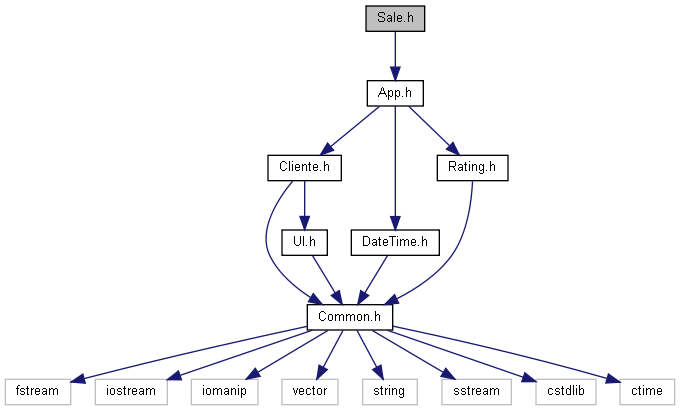 Sale.h
App.h
Cliente.h
Rating.h
UI.h
DateTime.h
Common.h
fstream
iostream
iomanip
vector
string
sstream
cstdlib
ctime